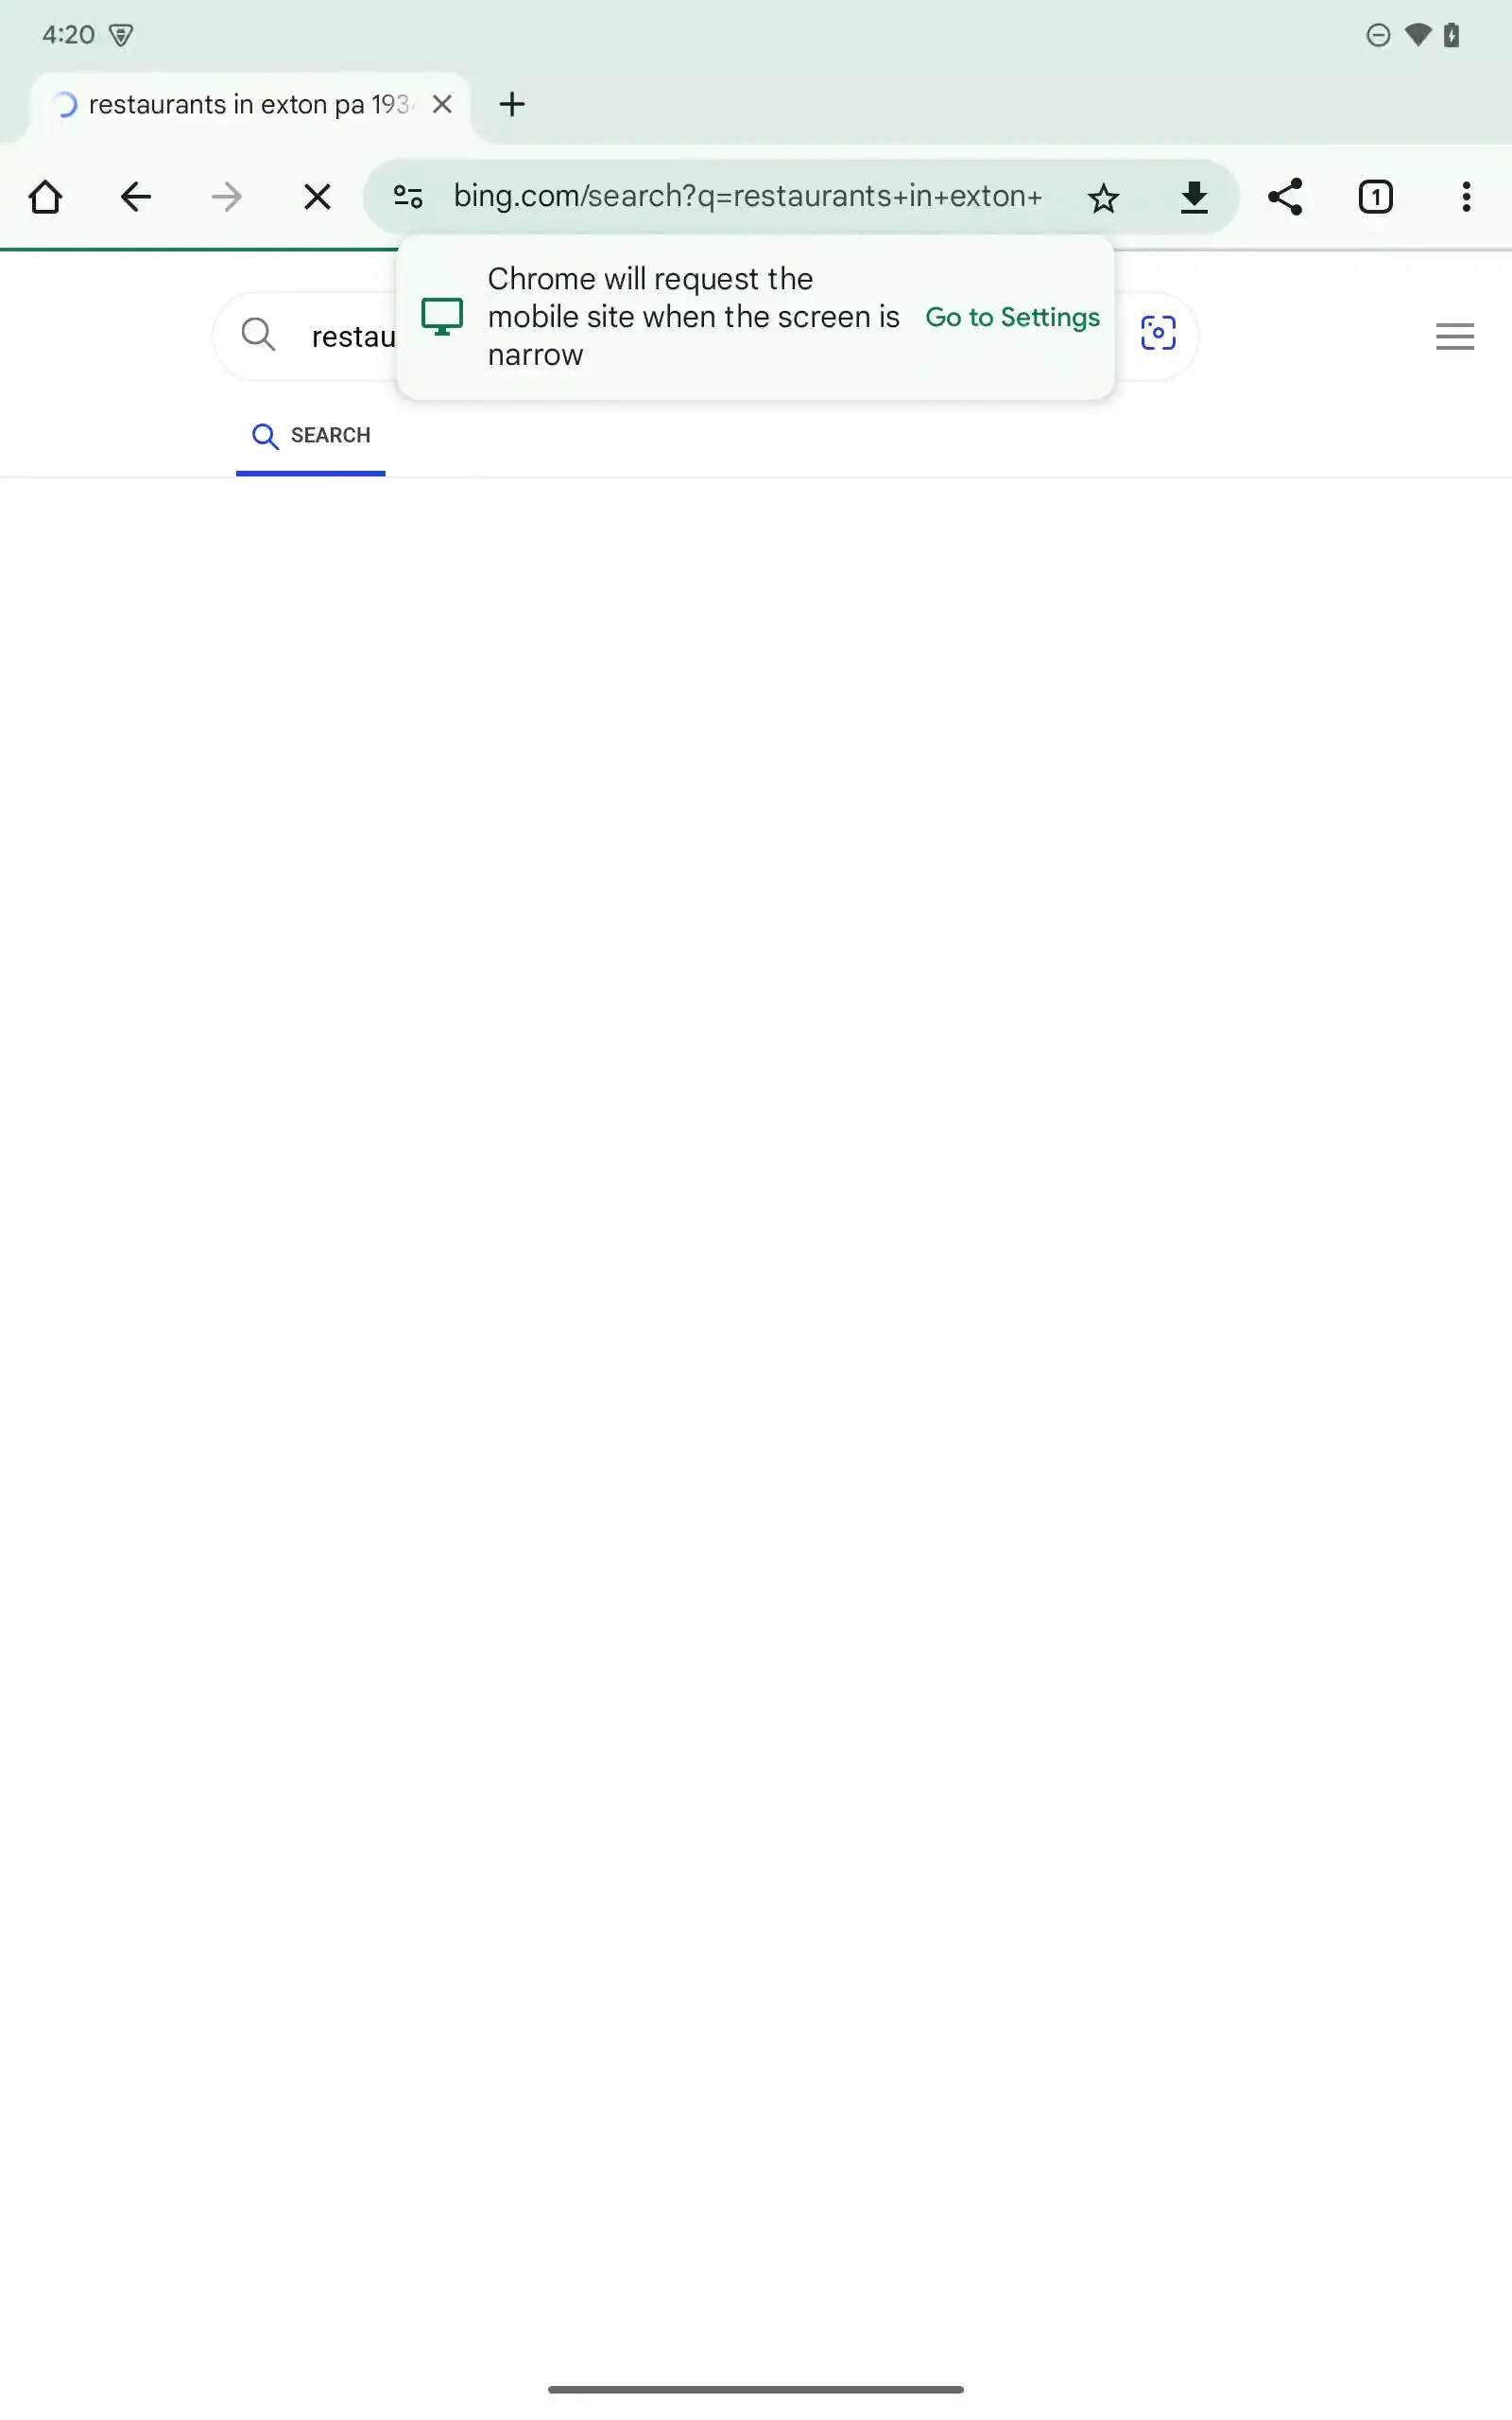 4:20
restaurants in exton pa 193
bing.com/search?q=restaurants+in+exton+
1
Chrome will request the
mobile site when the screen is
narrow
Go to Settings
restau
SEARCH